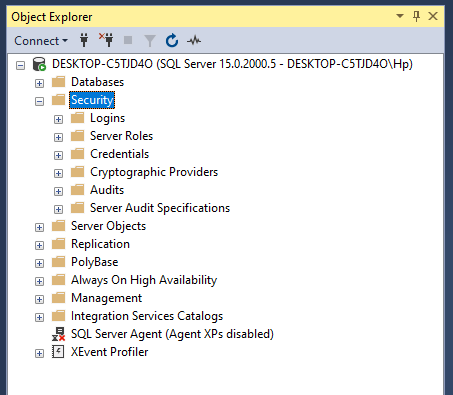 Object Explorer
Connect
DESKTOP-C5TJD4O (SQL Server 15.0.2000.5 - DESKTOP-C5TJD4O\Hp)
Databases
Security
Logins
Server Roles
Credentials
Cryptographic Providers
Audits
Server Audit Specifications
Server Objects
Replication
PolyBase
Always On High Availability
Management
Integration Services Catalogs
SQL Server Agent (Agent XPs disabled)
XEvent Profiler